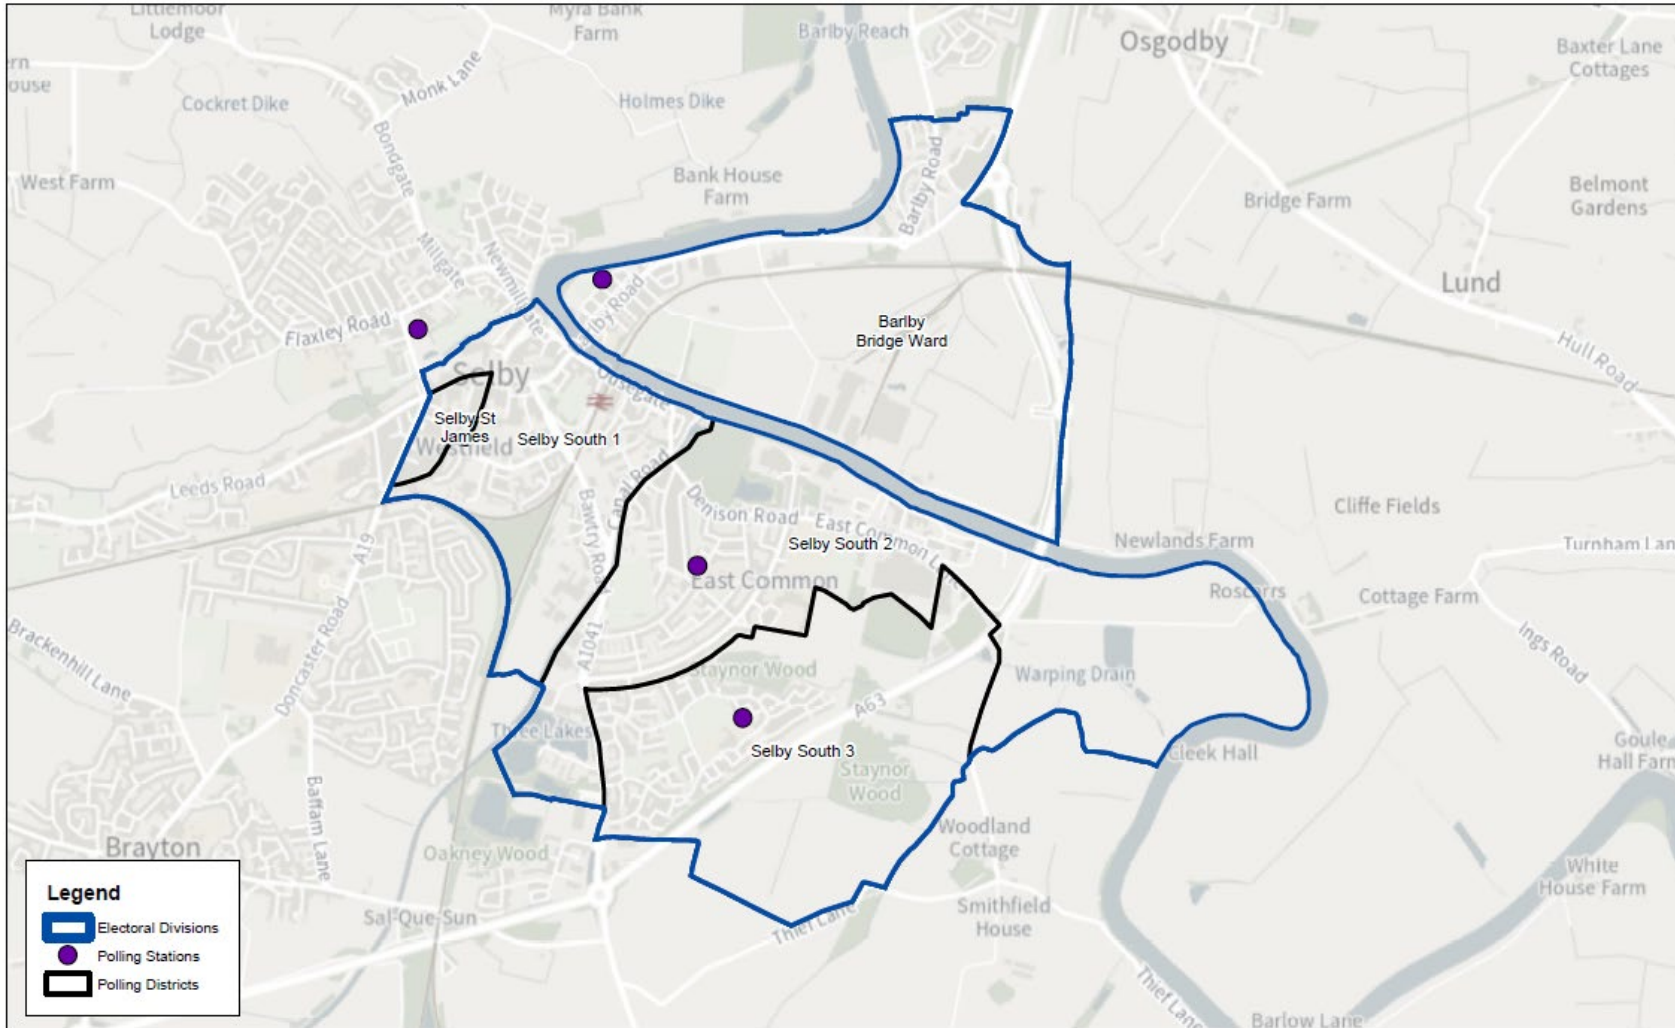 Littlemoor
Lodge
Myra Bank
Farm
Barlby Reach
Osgodby
Baxter Lane
Cottages
Monk Lane
Cockret Dike
Holmes Dike
Bondgate
West Farm
Bank House
Farm
Barlby Road
Bridge Farm
Belmont
Gardens
Millgate
Newmillgate
Lund
Flaxley Road
Barlby
Bridge Ward
Hull Road
Selby
Ousegate
Selby St
James
Westfield
Selby South 1
Leeds Road
Canal Road
Bawtry Road
Denison Road
East Common L
Cliffe Fields
A19
Selby South 2
Newlands Farm
Turnham Lan
East Common
Roscarrs
Cottage Farm
Brackenhill Lane
Doncaster Road
A1041
Ings Road
Staynor Wood
Warping Drain
A63
Three Lakes
Selby South 3
Cleek Hall
Goule
Hall Farm
Staynor
Wood
Baffam Lane
Woodland
Cottage
Brayton
Oakney Wood
White
House Farm
Sal-Que-Sun
Smithfield
House
Thief Lane
Thief Lane
Barlow Lane
Legend
Electoral Divisions
Polling Stations
Polling Districts